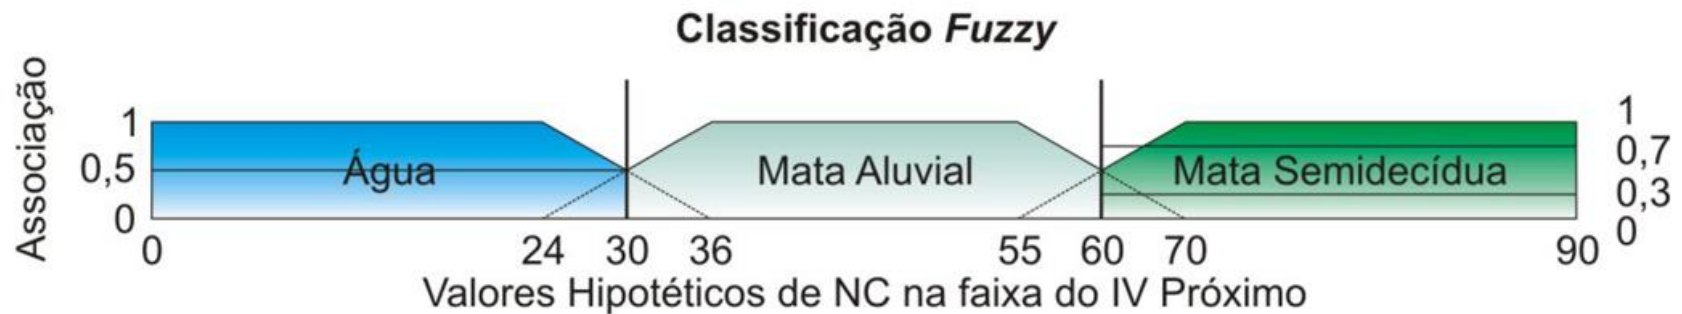 Classificação Fuzzy
Associação
1
0,5
0
Água
Mata Aluvial
Mata Semidecídua
1
0,7
0,3
0
0 24 30 36 55 60 70 90
Valores Hipotéticos de NC na faixa do IV Próximo